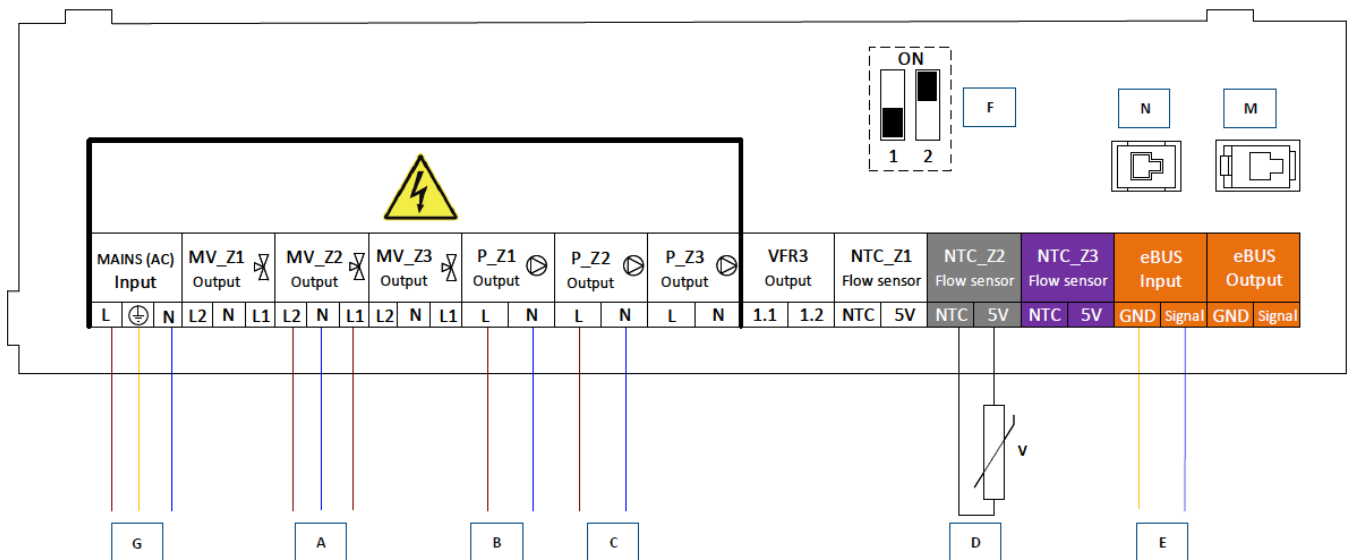 ON
1 2
F
N
M
MAINS (AC)
Input
MV_Z1
Output
MV_Z2
Output
MV_Z3
Output
P_Z1
Output
P_Z2
Output
P_Z3
Output
VFR3
Output
NTC_Z1
Flow sensor
NTC_Z2
Flow sensor
NTC_Z3
Flow sensor
eBUS
Input
eBUS
Output
L N L2 N L1 L2 N L1 L2 N L1 L N L N L N 1.1 1.2 NTC 5V NTC 5V NTC 5V GND Signal GND Signal
V
G
A
B
C
D
E